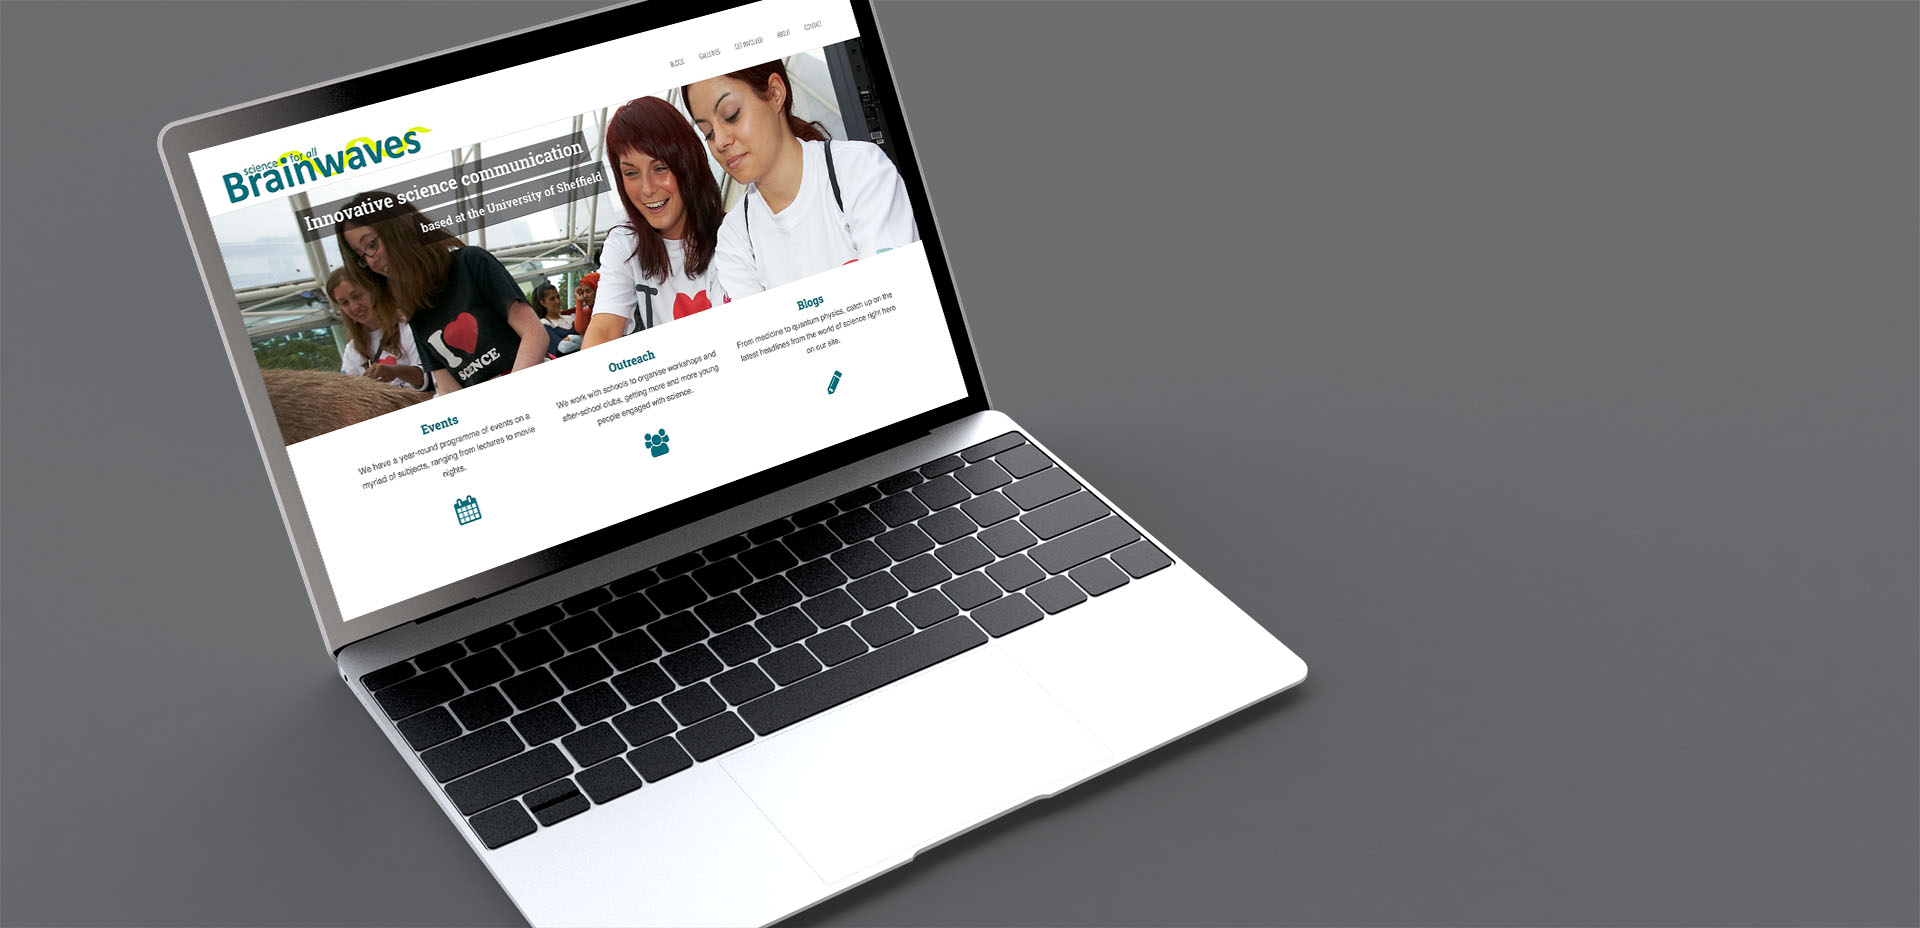 BLOGS GALLERIES GET INVOLVED ABOUT CONTACT
science for all
Brainwaves
Innovative science communication
based at the University of Sheffield
I
I
SCIENCE
Events
We have a year-round programme of events on a
myriad of subjects, ranging from lectures to movie
nights.
Outreach
We work with schools to organise workshops and
after-school clubs, getting more and more young
people engaged with science.
Blogs
From medicine to quantum physics, catch up on the
latest headlines from the world of science right here
on our site.